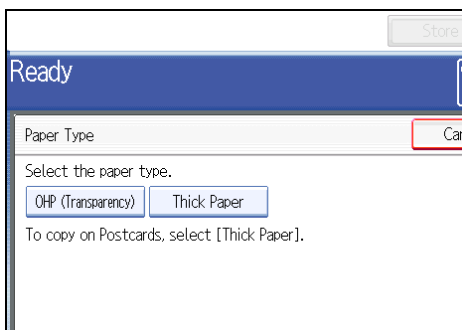 Store
Ready
Paper Type
Select the paper type.
OHP (Transparency) Thick Paper
To copy on Postcards, select [Thick Paper].